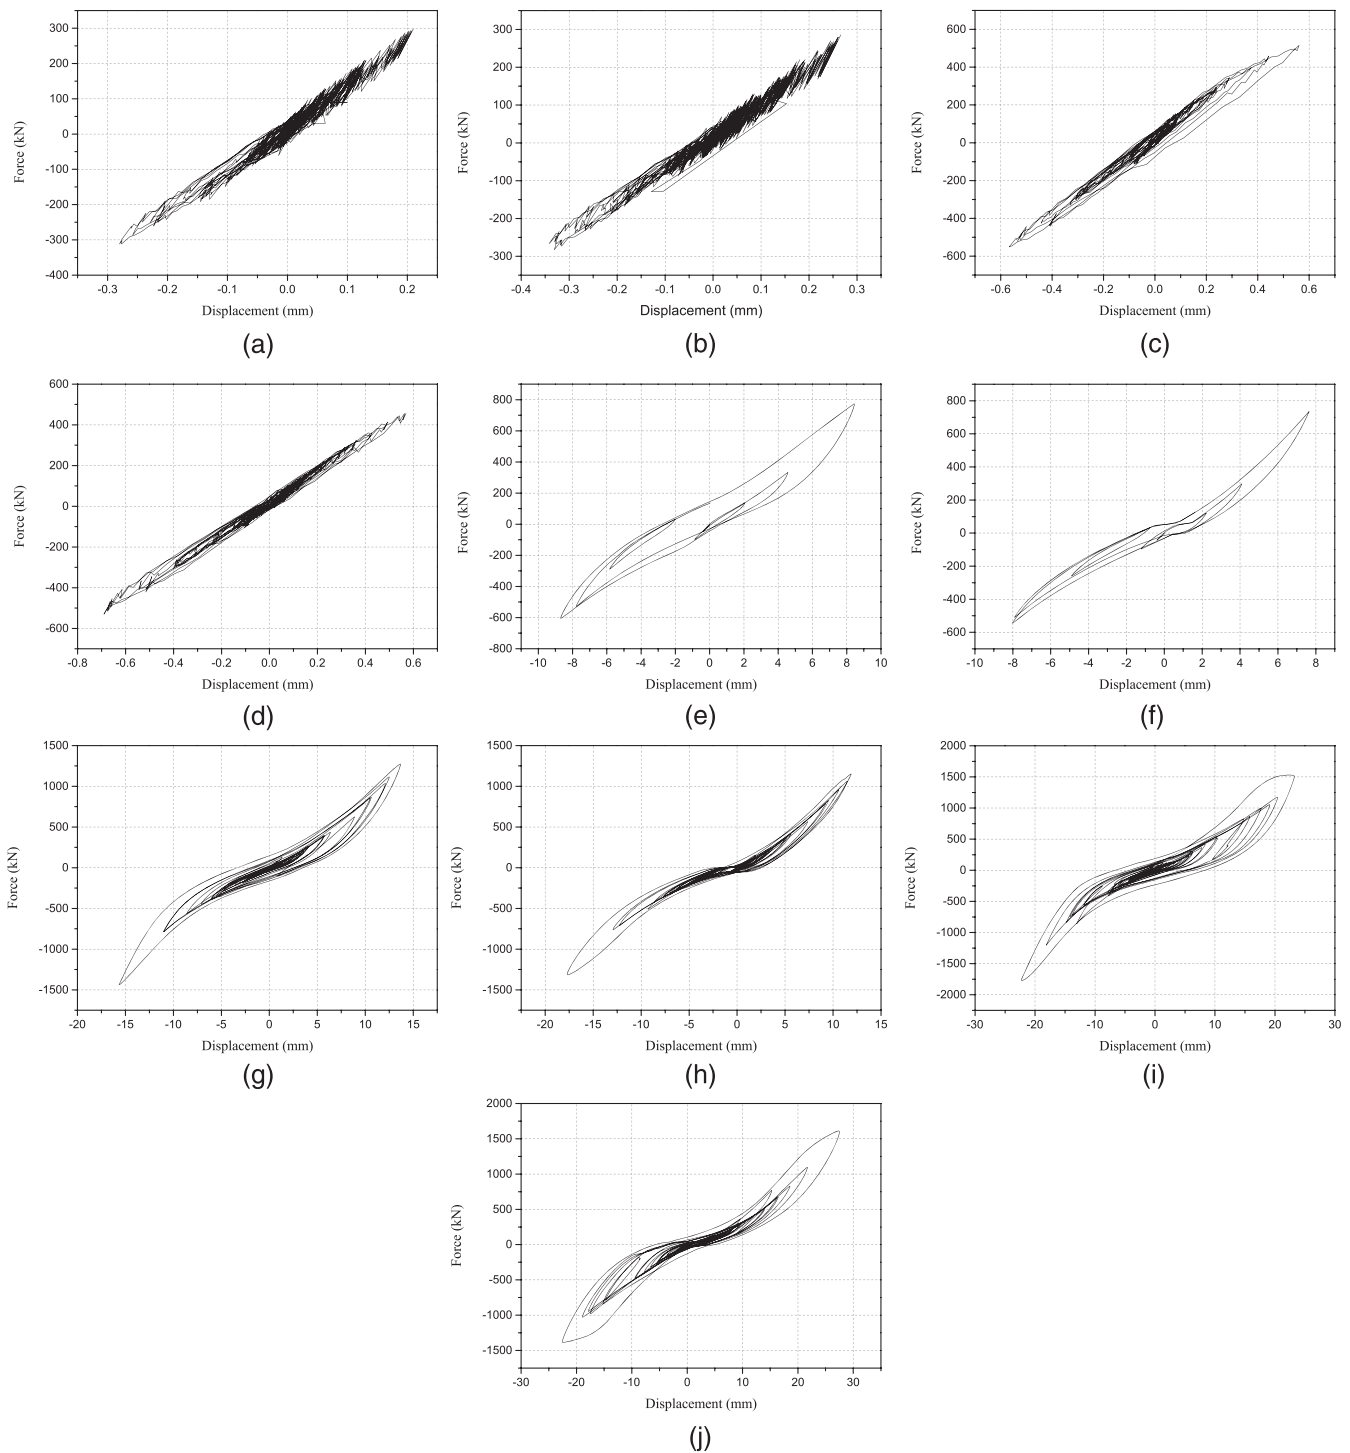 300
200
100
0
-100
-200
-300
-400
Force (kN)
-0.3 -0.2 -0.1 0.0 0.1 0.2
Displacement (mm)
(a)
300
200
100
0
-100
-200
-300
Force (kN)
-0.4 -0.3 -0.2 -0.1 0.0 0.1 0.2 0.3
Displacement (mm)
(b)
600
400
200
0
-200
-400
-600
Force (kN)
-0.6 -0.4 -0.2 0.0 0.2 0.4 0.6
Displacement (mm)
(c)
600
400
200
0
-200
-400
-600
Force (kN)
-0.8 -0.6 -0.4 -0.2 0.0 0.2 0.4 0.6
Displacement (mm)
(d)
800
600
400
200
0
-200
-400
-600
-800
Force (kN)
-10 -8 -6 -4 -2 0 2 4 6 8 10
Displacement (mm)
(e)
800
600
400
200
0
-200
-400
-600
Force (kN)
-10 -8 -6 -4 -2 0 2 4 6 8
Displacement (mm)
(f)
1500
1000
500
0
-500
-1000
-1500
Force (kN)
-20 -15 -10 -5 0 5 10 15
Displacement (mm)
(g)
1500
1000
500
0
-500
-1000
-1500
Force (kN)
-20 -15 -10 -5 0 5 10 15
Displacement (mm)
(h)
2000
1500
1000
500
0
-500
-1000
-1500
-2000
Force (kN)
-30 -20 -10 0 10 20 30
Displacement (mm)
(i)
2000
1500
1000
500
0
-500
-1000
-1500
Force (kN)
-30 -20 -10 0 10 20 30
Displacement (mm)
(j)